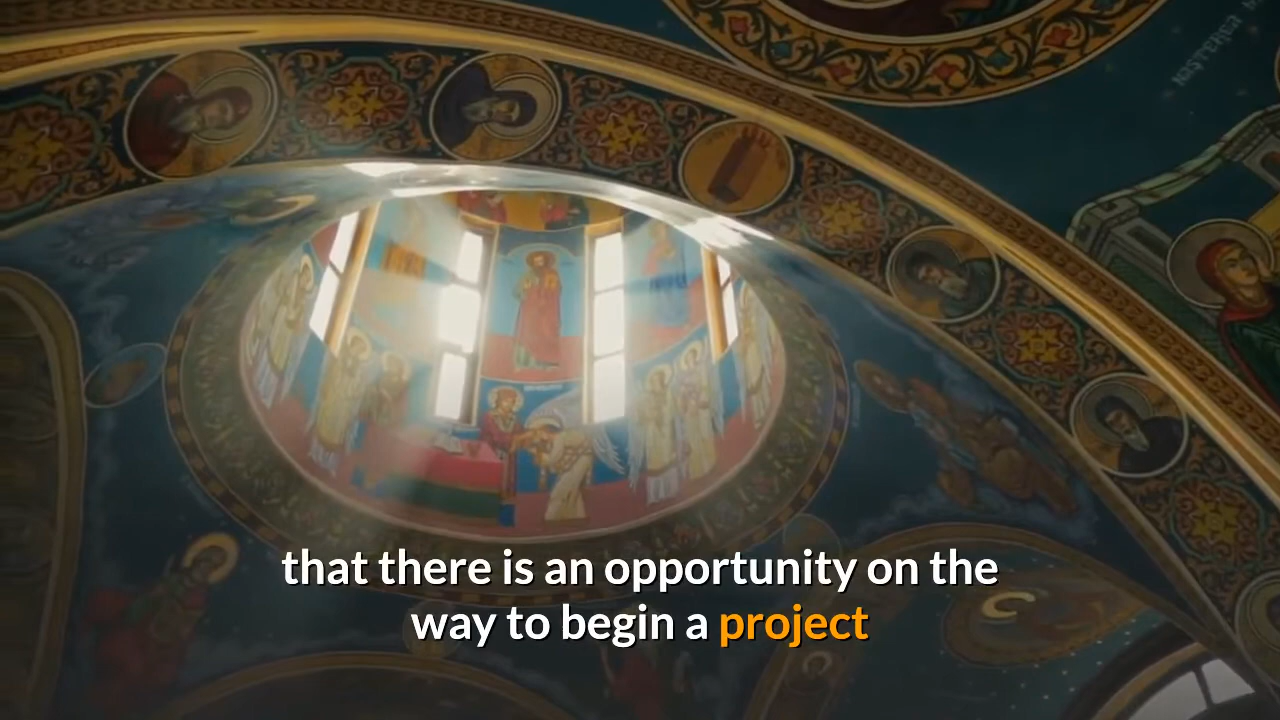 that there is an opportunity on the
way to begin a project